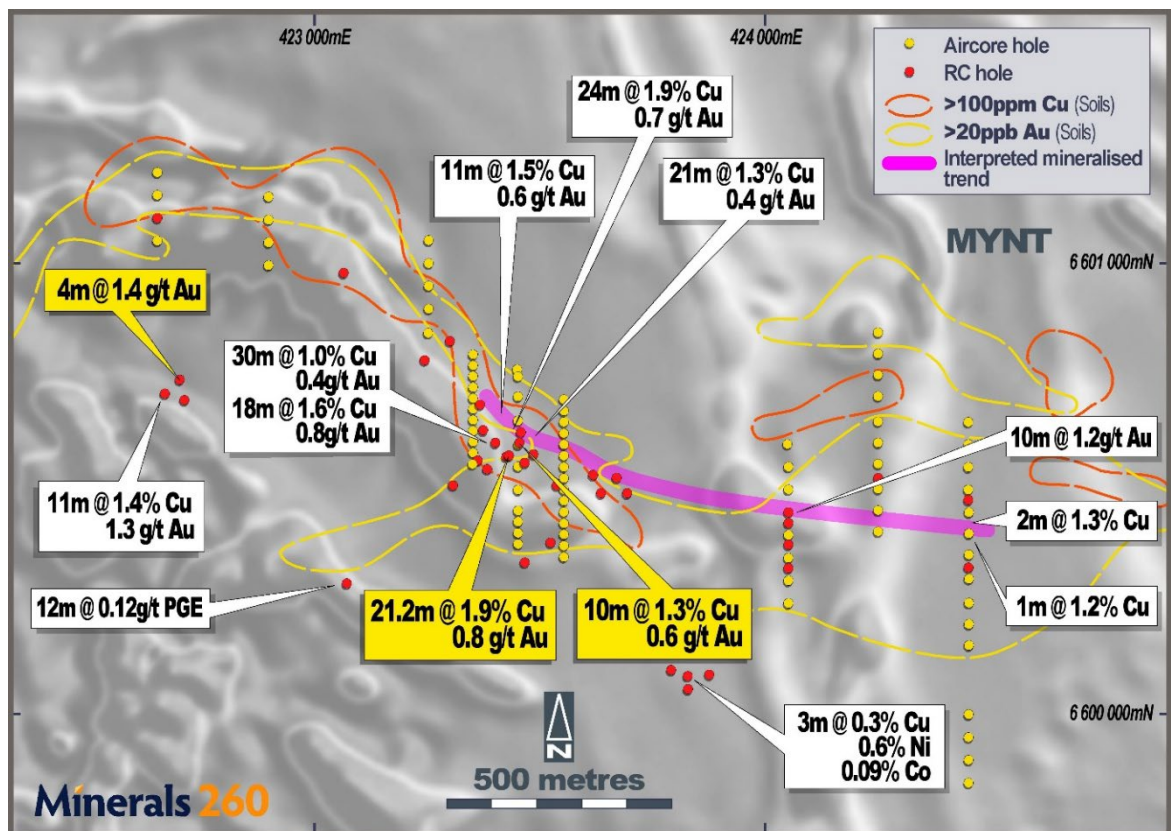 423 000mE
424 000mE
Aircore hole
RC hole
>100ppm Cu (Soils)
>20ppb Au (Soils)
Interpreted mineralised
trend
24m @ 1.9% Cu
0.7 g/t Au
11m @ 1.5% Cu
0.6 g/t Au
21m @ 1.3% Cu
0.4 g/t Au
MYNT
6 601 000mN
4m @ 1.4 g/t Au
30m @ 1.0% Cu
0.4g/t Au
18m @ 1.6% Cu
0.8g/t Au
10m @ 1.2g/t Au
11m @ 1.4% Cu
1.3 g/t Au
2m @ 1.3% Cu
12m @ 0.12g/t PGE
21.2m @ 1.9% Cu
0.8 g/t Au
10m @ 1.3% Cu
0.6 g/t Au
1m @ 1.2% Cu
6 600 000mN
3m @ 0.3% Cu
0.6% Ni
0.09% Co
N
500 metres
Minerals 260